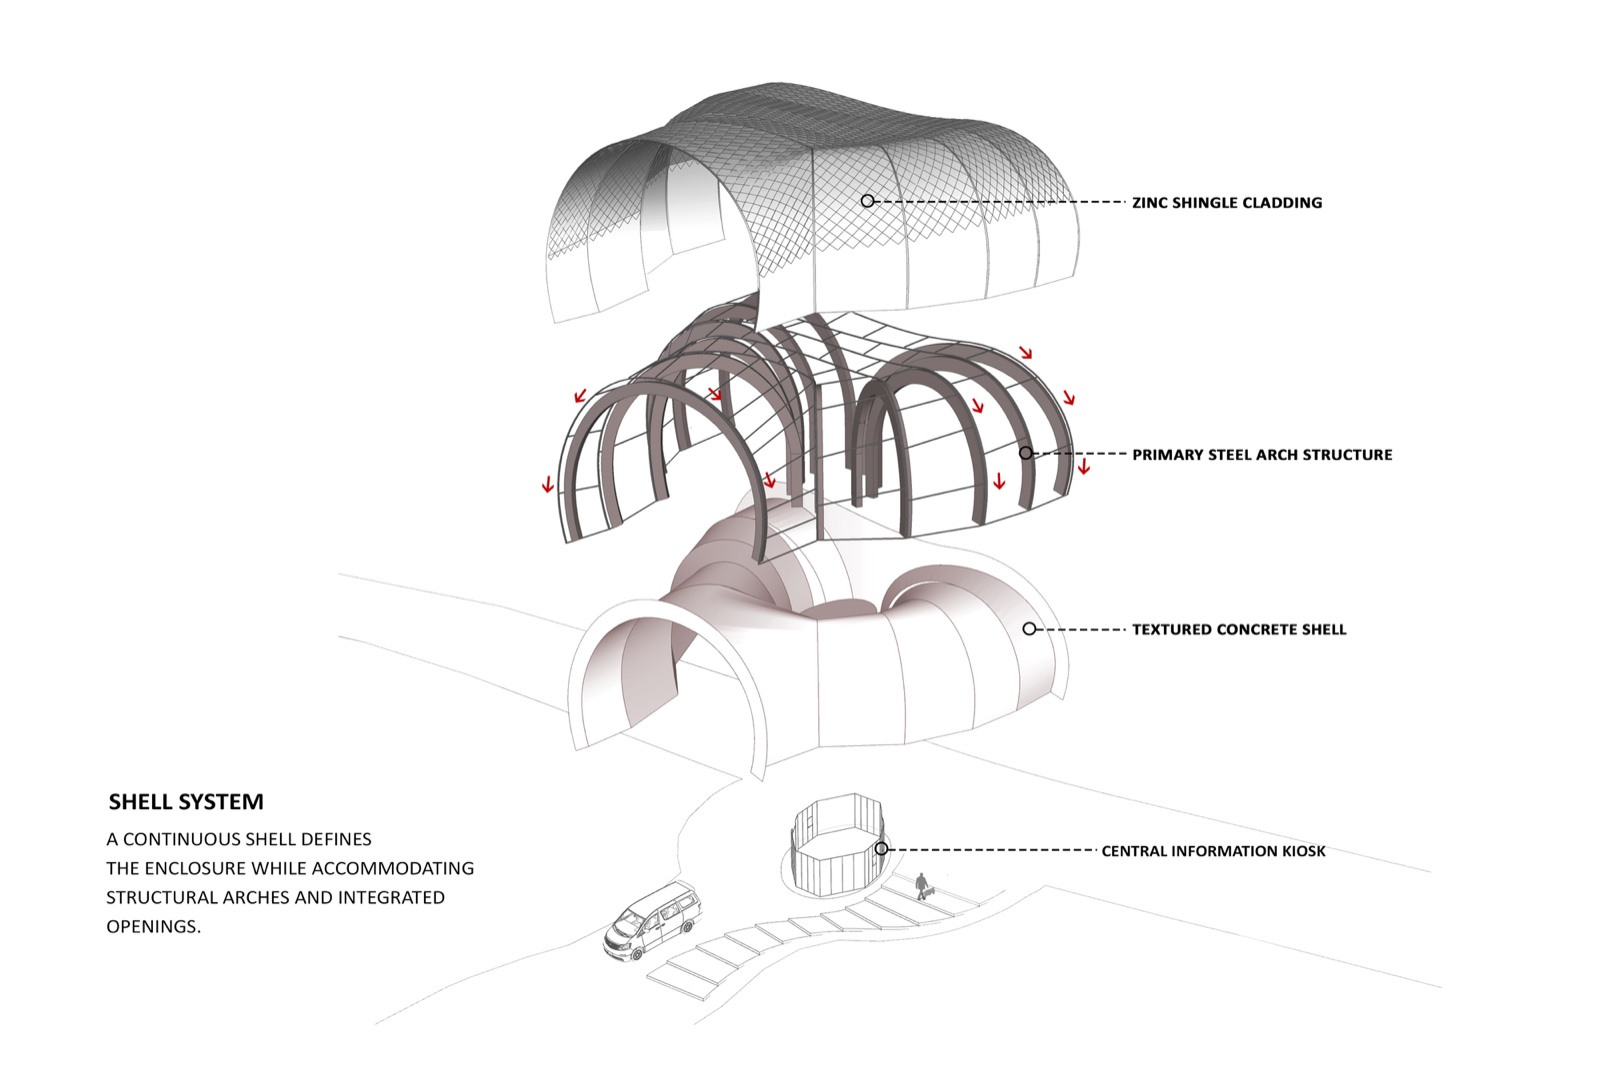 ZINC SHINGLE CLADDING
PRIMARY STEEL ARCH STRUCTURE
TEXTURED CONCRETE SHELL
CENTRAL INFORMATION KIOSK
SHELL SYSTEM
A CONTINUOUS SHELL DEFINES
THE ENCLOSURE WHILE ACCOMMODATING
STRUCTURAL ARCHES AND INTEGRATED
OPENINGS.